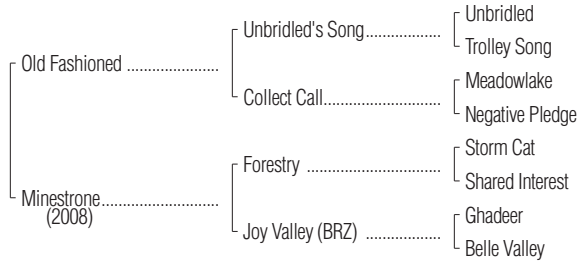 Unbridled
Unbridled's Song
Trolley Song
Old Fashioned
Meadowlake
Collect Call
Negative Pledge
Storm Cat
Forestry
Shared Interest
Minestrone
(2008)
Ghadeer
Joy Valley (BRZ)
Belle Valley